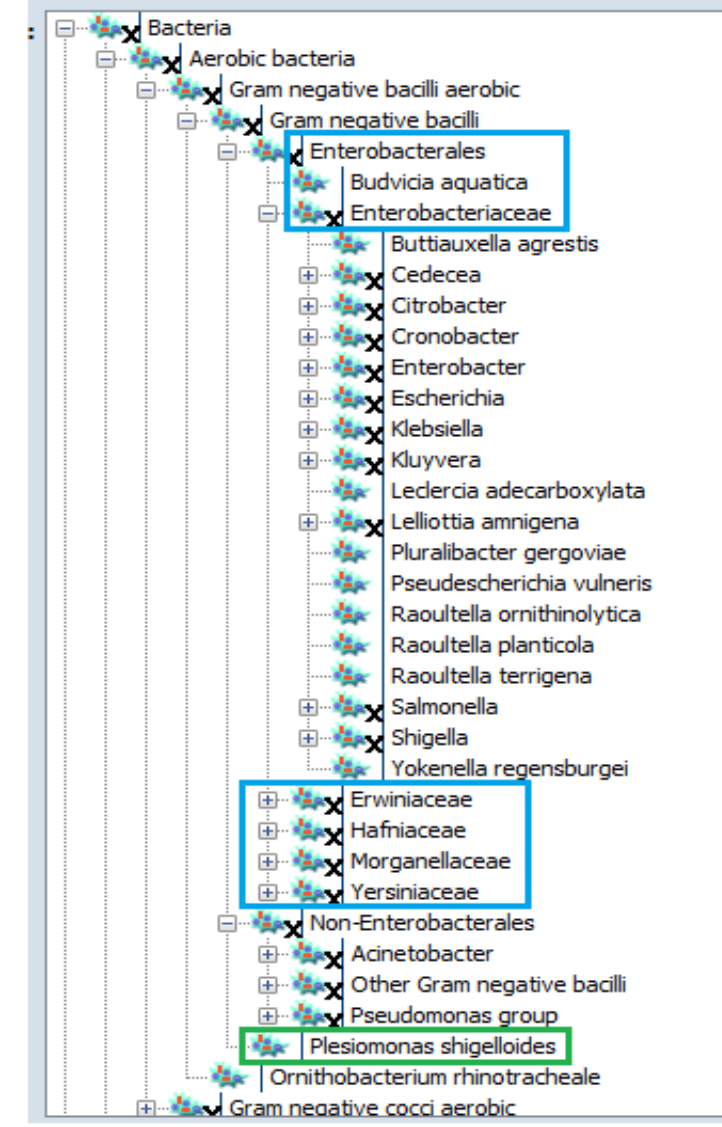 :
Bacteria
Aerobic bacteria
Gram negative bacilli aerobic
Gram negative bacilli
Enterobacterales
Budvicia aquatica
Enterobacteriaceae
Buttiauxella agrestis
Cedecea
Citrobacter
Cronobacter
Enterobacter
Escherichia
Klebsiella
Kluyvera
Leclercia adecarboxylata
Lelliottia amnigena
Pluralibacter gergoviae
Pseudescherichia vulneris
Raoultella ornithinolytica
Raoultella planticola
Raoultella terrigena
Salmonella
Shigella
Yokenella regensburgei
Erwiniaceae
Hafniaceae
Morganellaceae
Yersiniaceae
Non-Enterobacterales
Acinetobacter
Other Gram negative bacilli
Pseudomonas group
Plesiomonas shigelloides
Ornithobacterium rhinotracheale
Gram negative cocci aerobic